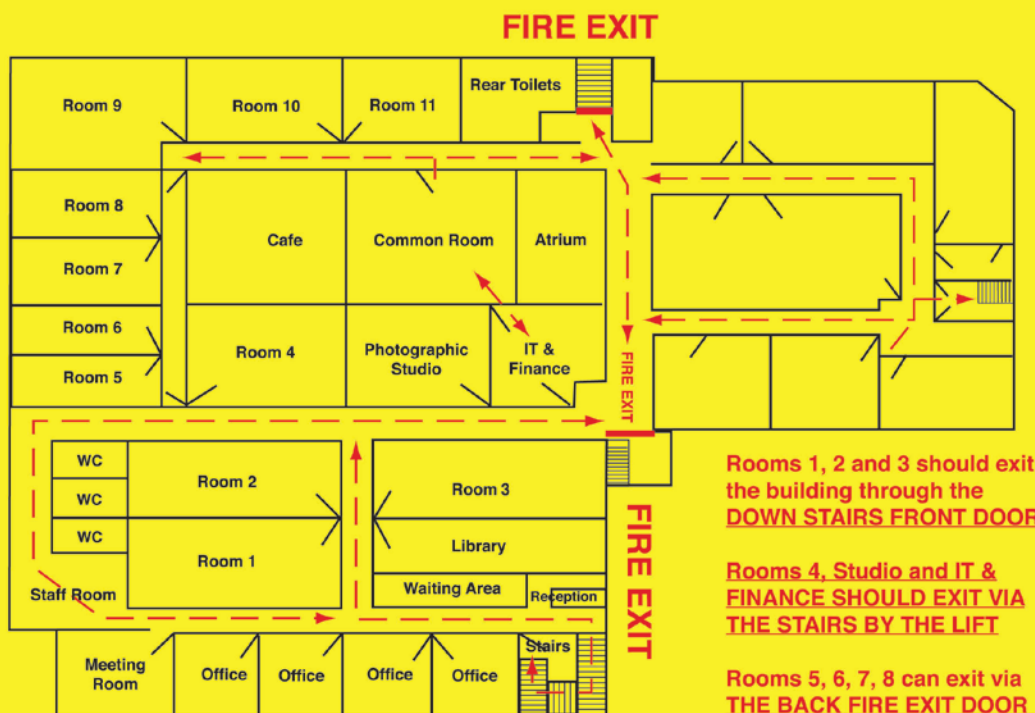 FIRE EXIT
Rear Toilets
Room 9
Room 10
Room 11
Room 8
Cafe
Common Room
Atrium
Room 7
Room 6
Room 4
Photographic
Studio
IT &
Finance
Room 5
FIRE EXIT
WC
WC
WC
Room 2
Room 1
Room 3
Library
Waiting Area
Reception
Staff Room
Stairs
Meeting
Room
Office
Office
Office
Office
FIRE EXIT
Rooms 1, 2 and 3 should exit
the building through the
DOWN STAIRS FRONT DOOR
Rooms 4, Studio and IT &
FINANCE SHOULD EXIT VIA
THE STAIRS BY THE LIFT
Rooms 5, 6, 7, 8 can exit via
THE BACK FIRE EXIT DOOR